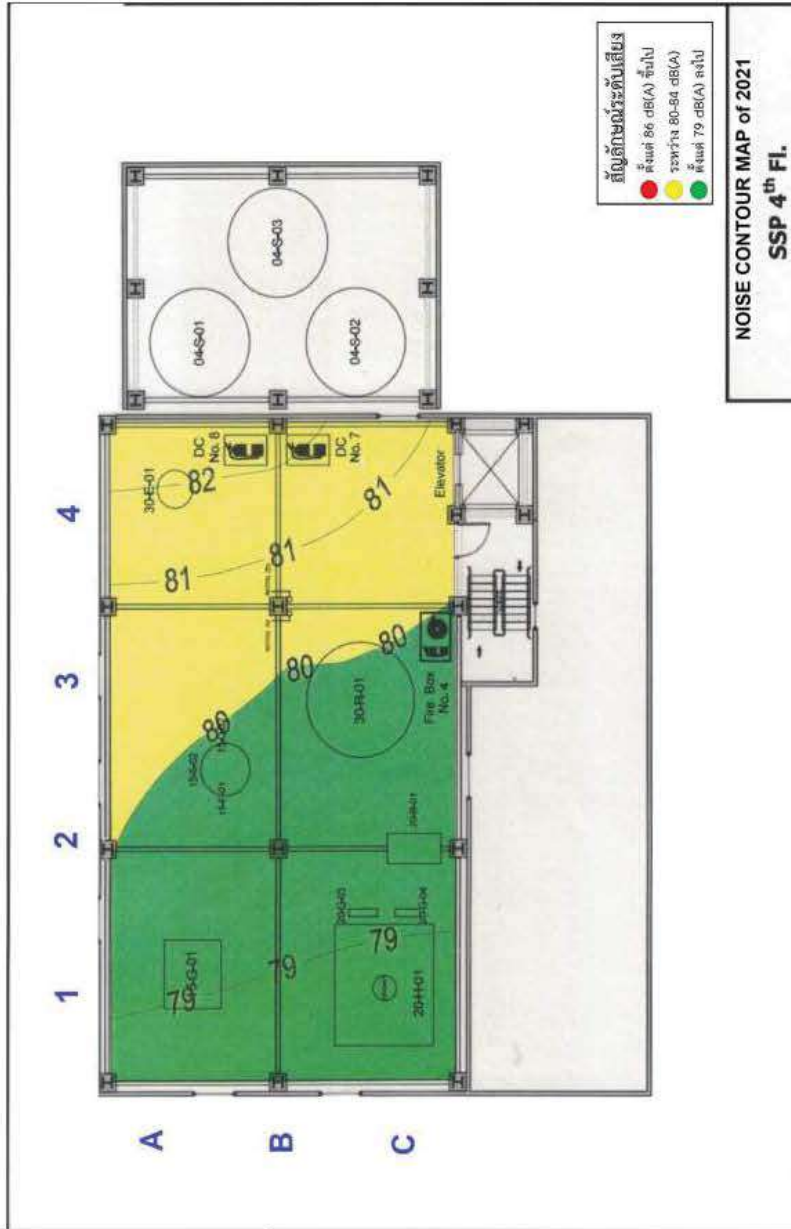 สัญลักษณ์ระดับเสียง
ตั้งแต่ 86 dB(A) ขึ้นไป
ระหว่าง 80-84 dB(A)
ตั้งแต่ 79 dB(A) ลงไป
NOISE CONTOUR MAP of 2021
SSP 4th Fl.
1
2
3
4
A
B
C
04-S-01
04-S-03
04-S-02
30-E-01
DC
No. 8
DC
No. 7
82
81
81
81
Elevator
80
80
80
30-R-01
Fire Box
No. 4
79
79
79
20-H-01